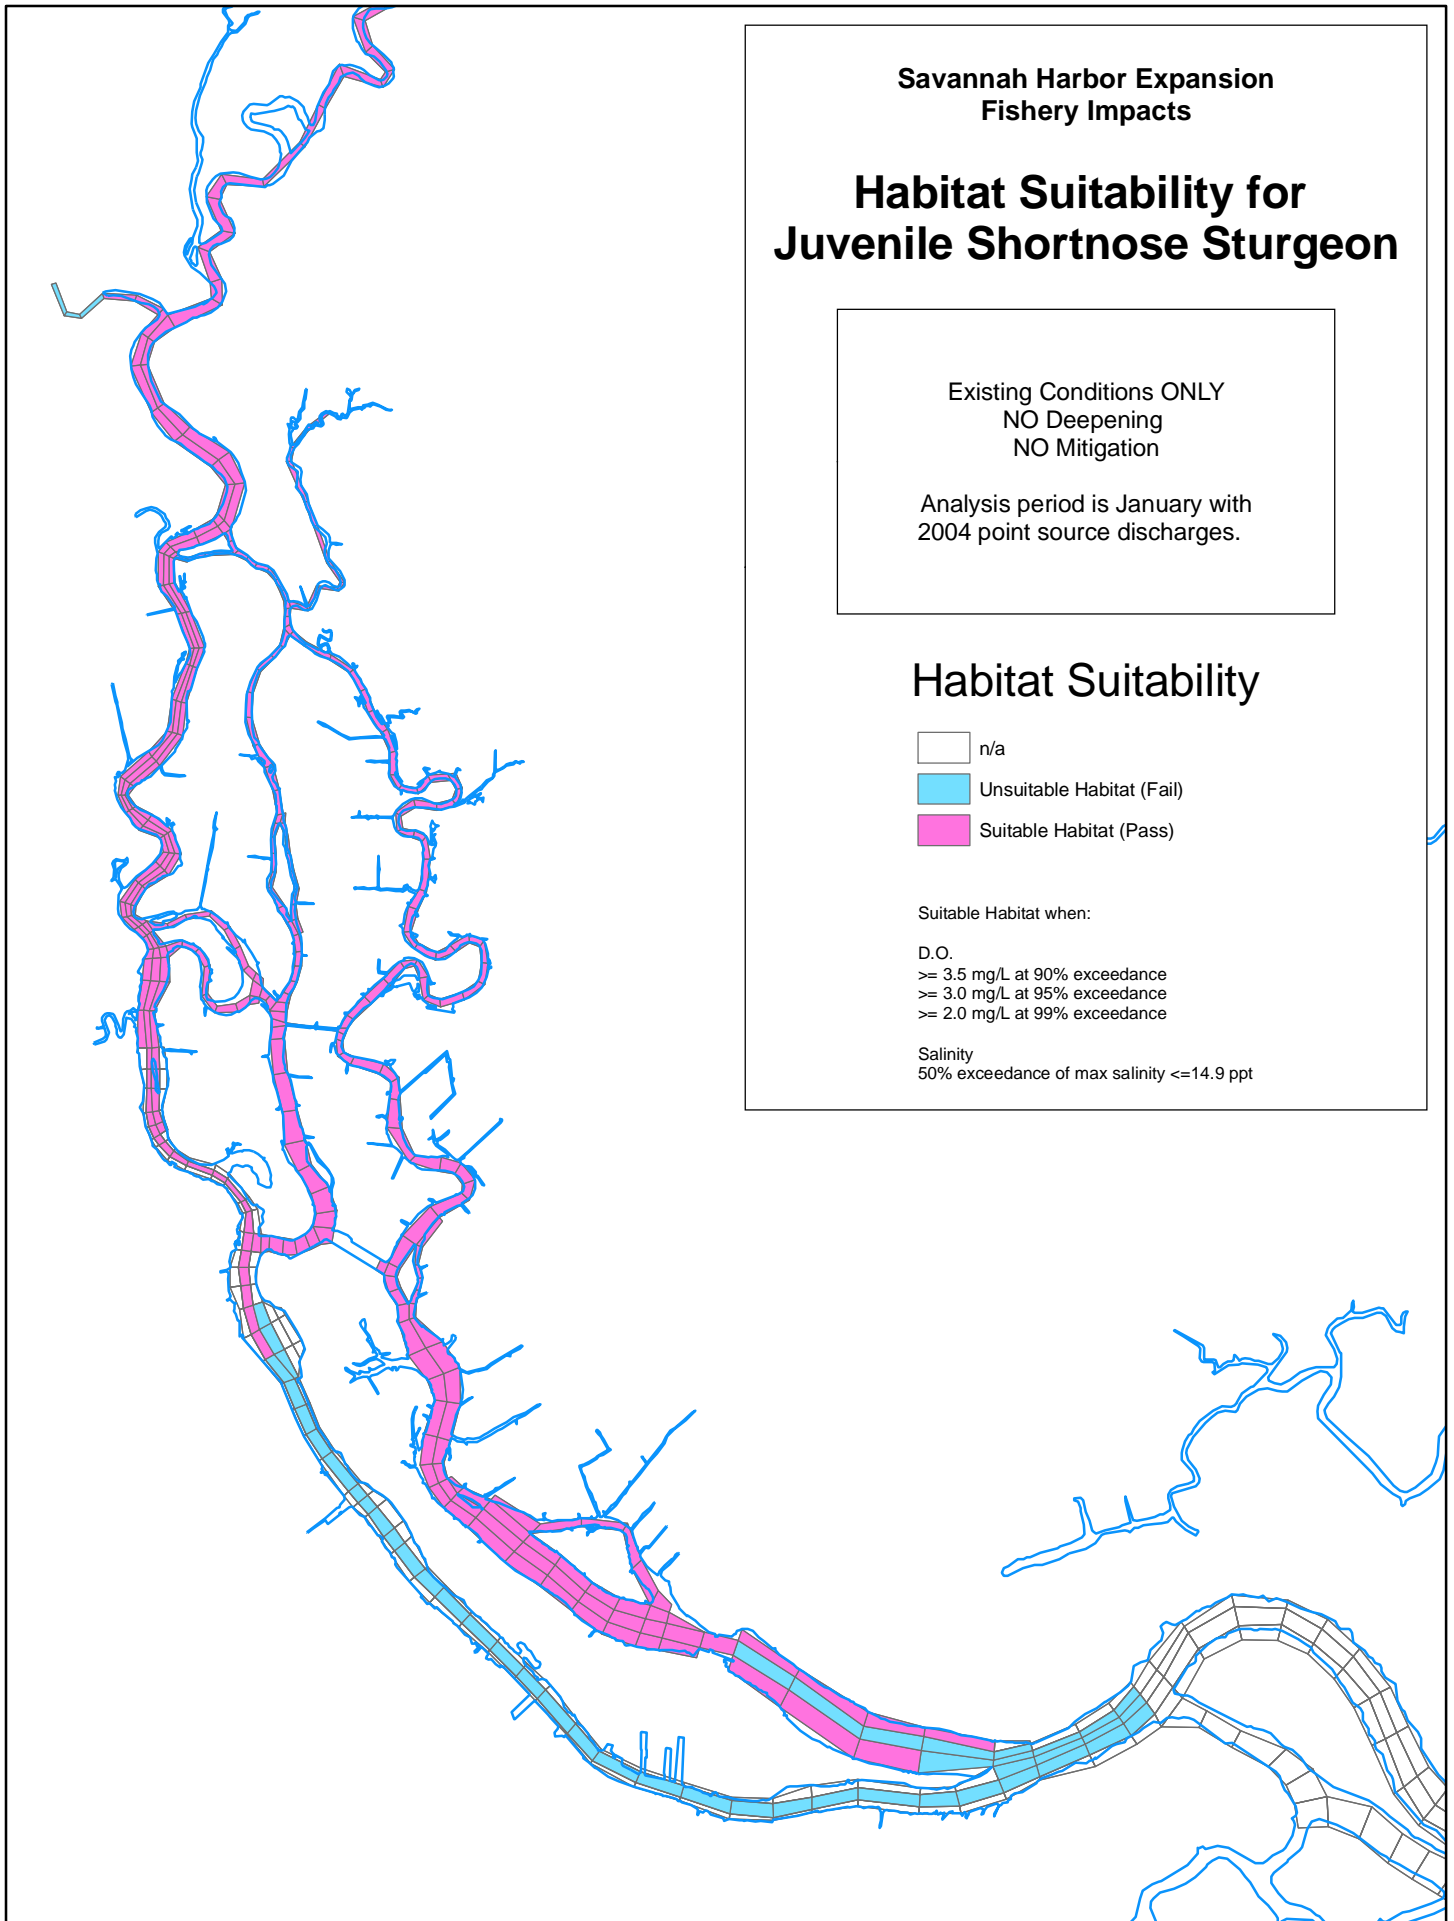 Savannah Harbor Expansion
Fishery Impacts
Habitat Suitability for
Juvenile Shortnose Sturgeon
Existing Conditions ONLY
NO Deepening
NO Mitigation
Analysis period is January with
2004 point source discharges.
Habitat Suitability
n/a
Unsuitable Habitat (Fail)
Suitable Habitat (Pass)
Suitable Habitat when:
D.O.
>= 3.5 mg/L at 90% exceedance
>= 3.0 mg/L at 95% exceedance
>= 2.0 mg/L at 99% exceedance
Salinity
50% exceedance of max salinity <=14.9 ppt